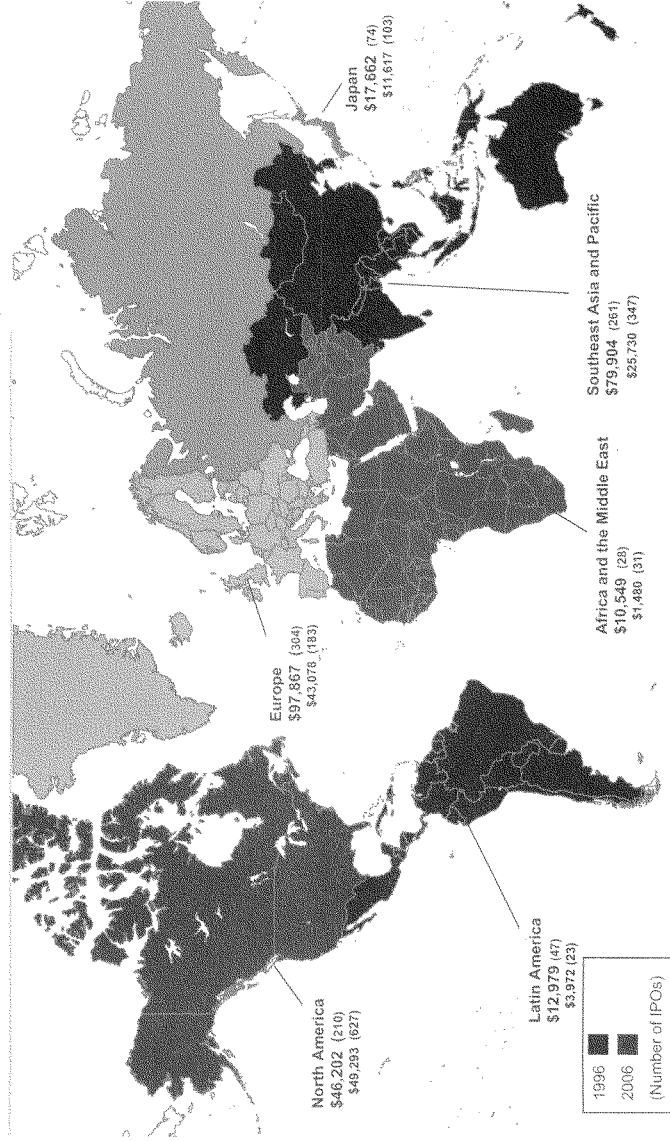 North America
$46,202 (210)
$49,293 (627)
Latin America
$12,979 (47)
$3,972 (23)
Europe
$97,867 (304)
$43,078 (183)
Africa and the Middle East
$10,549 (28)
$1,480 (31)
Southeast Asia and Pacific
$79,904 (261)
$25,730 (347)
Japan
$17,662 (74)
$11,617 (103)
1996
2006
(Number of IPOs)